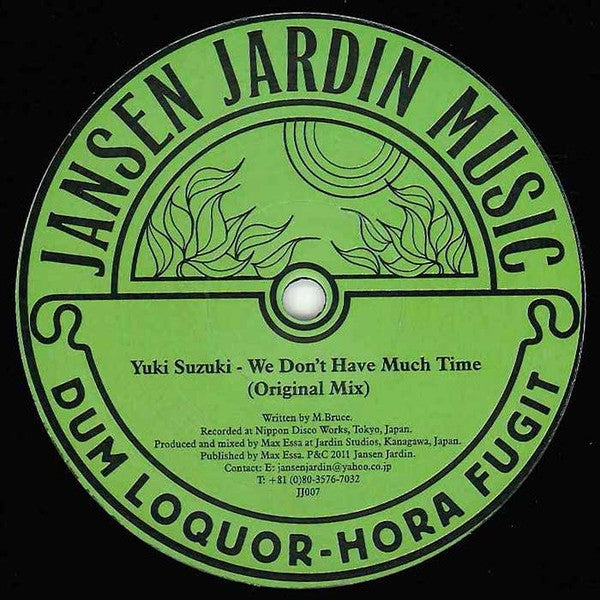 JANSEN JARDIN MUSIC
Yuki Suzuki - We Don't Have Much Time
(Original Mix)
Written by M.Bruce.
Recorded at Nippon Disco Works, Tokyo, Japan.
Produced and mixed by Max Essa at Jardin Studios, Kanagawa, Japan.
Published by Max Essa. P&C 2011 Jansen Jardin.
Contact: E: jansenjardin@yahoo.co.jp
T: +81 (0)80-3576-7032
JJ007
DUM LOQUOR-HORA FUGIT